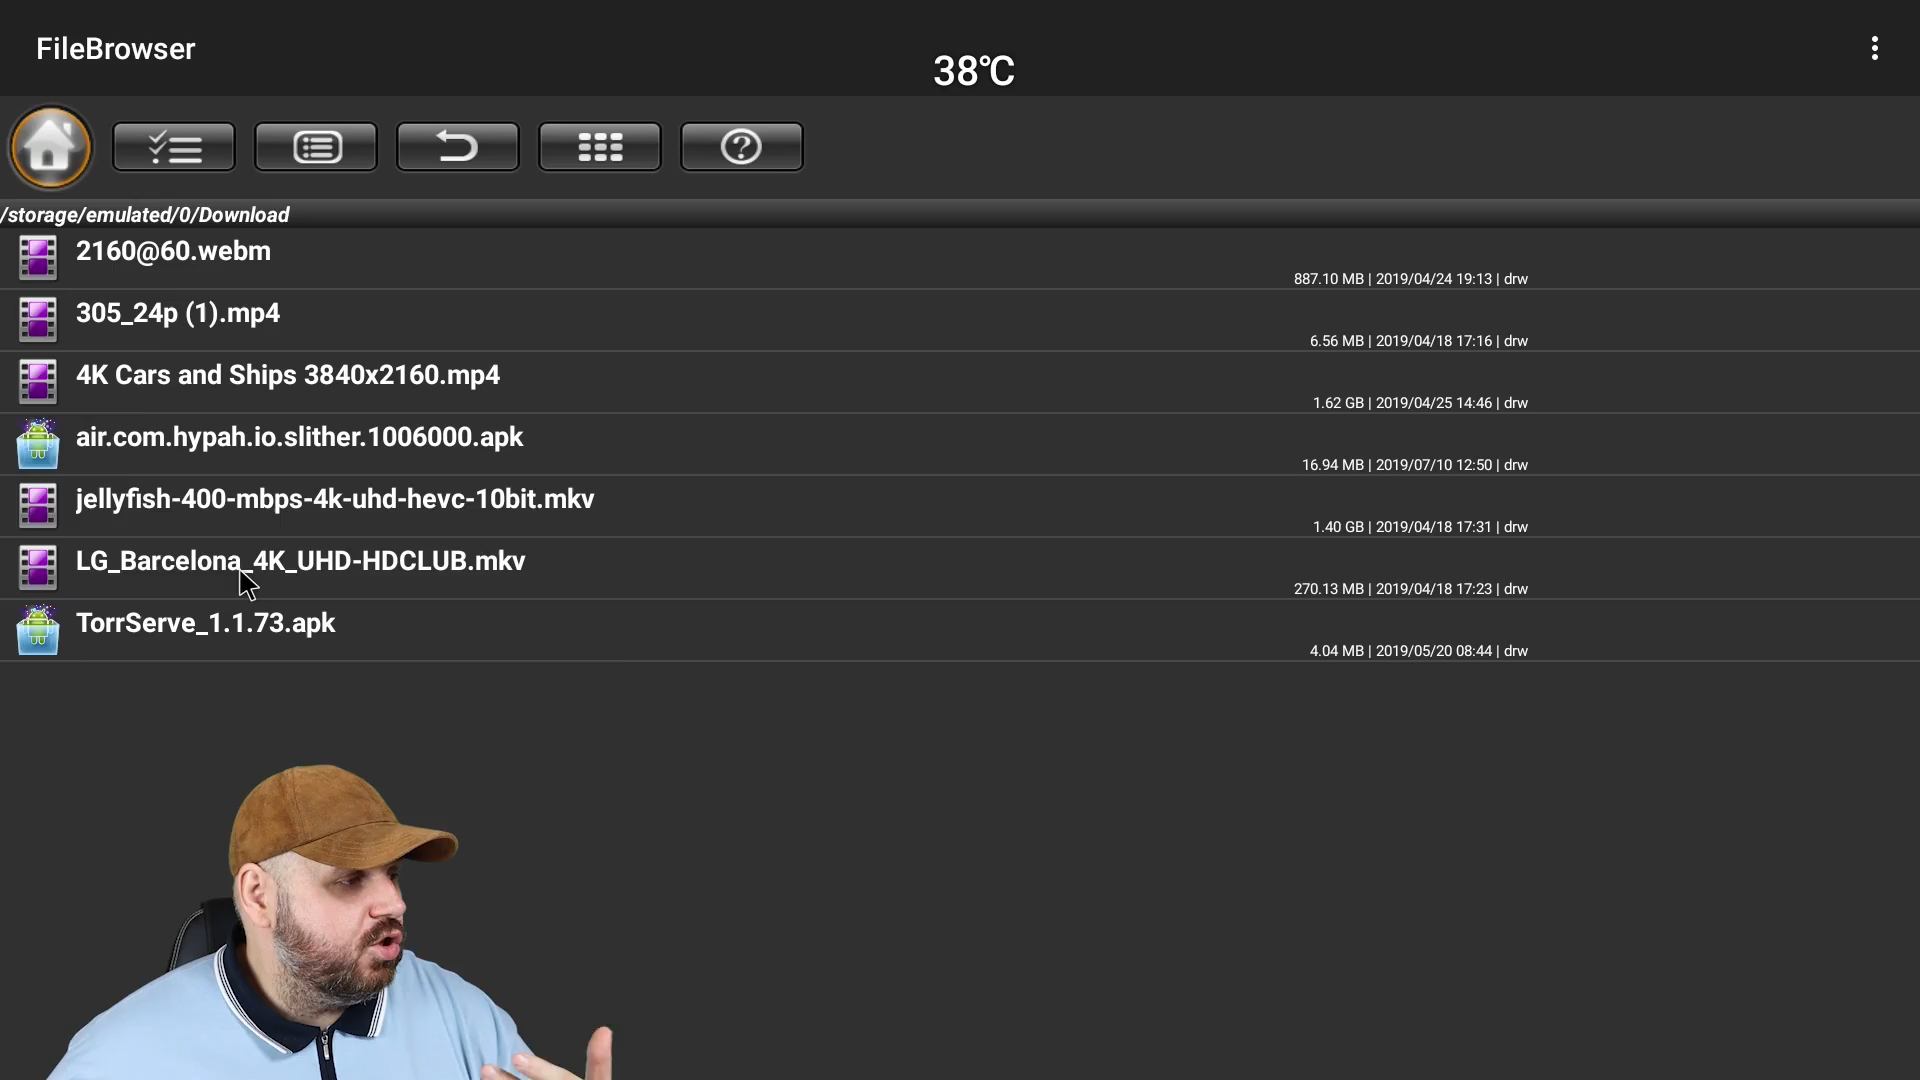 FileBrowser
38℃
/storage/emulated/0/Download
2160@60.webm
887.10 MB | 2019/04/24 19:13 | drw
305_24p (1).mp4
6.56 MB | 2019/04/18 17:16 | drw
4K Cars and Ships 3840x2160.mp4
1.62 GB | 2019/04/25 14:46 | drw
air.com.hypah.io.slither.1006000.apk
16.94 MB | 2019/07/10 12:50 | drw
jellyfish-400-mbps-4k-uhd-hevc-10bit.mkv
1.40 GB | 2019/04/18 17:31 | drw
LG_Barcelona_4K_UHD-HDCLUB.mkv
270.13 MB | 2019/04/18 17:23 | drw
TorrServe_1.1.73.apk
4.04 MB | 2019/05/20 08:44 | drw